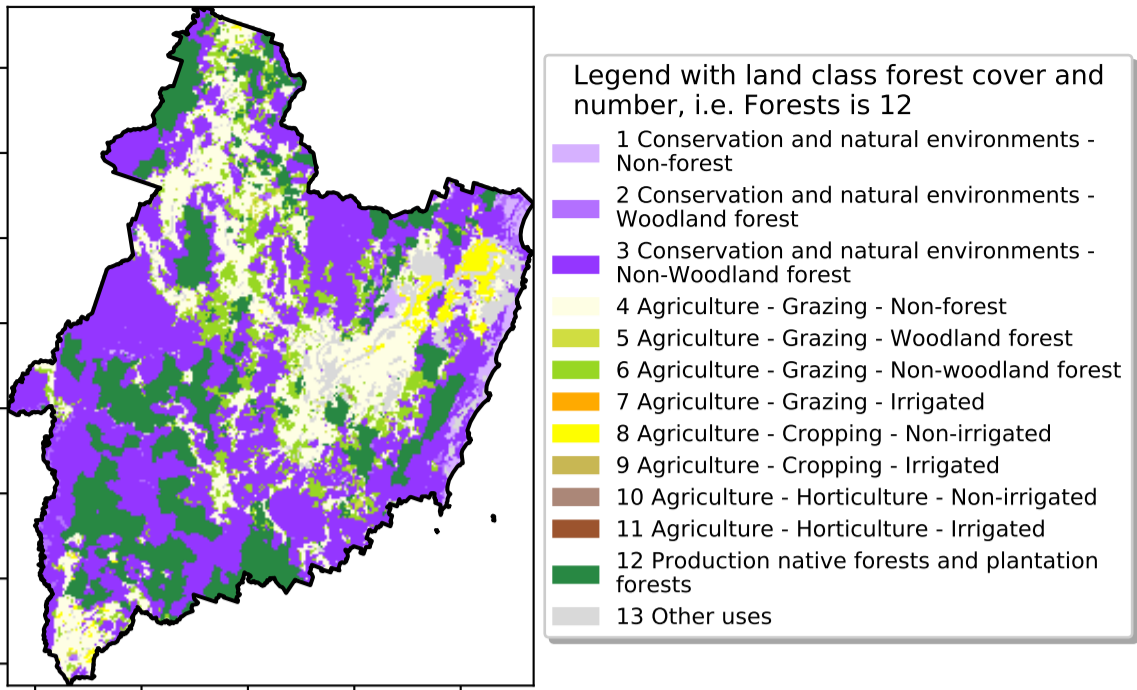 Legend with land class forest cover and
number, i.e. Forests is 12
1 Conservation and natural environments -
Non-forest
2 Conservation and natural environments -
Woodland forest
3 Conservation and natural environments -
Non-Woodland forest
4 Agriculture - Grazing - Non-forest
5 Agriculture - Grazing - Woodland forest
6 Agriculture - Grazing - Non-woodland forest
7 Agriculture - Grazing - Irrigated
8 Agriculture - Cropping - Non-irrigated
9 Agriculture - Cropping - Irrigated
10 Agriculture - Horticulture - Non-irrigated
11 Agriculture - Horticulture - Irrigated
12 Production native forests and plantation
forests
13 Other uses